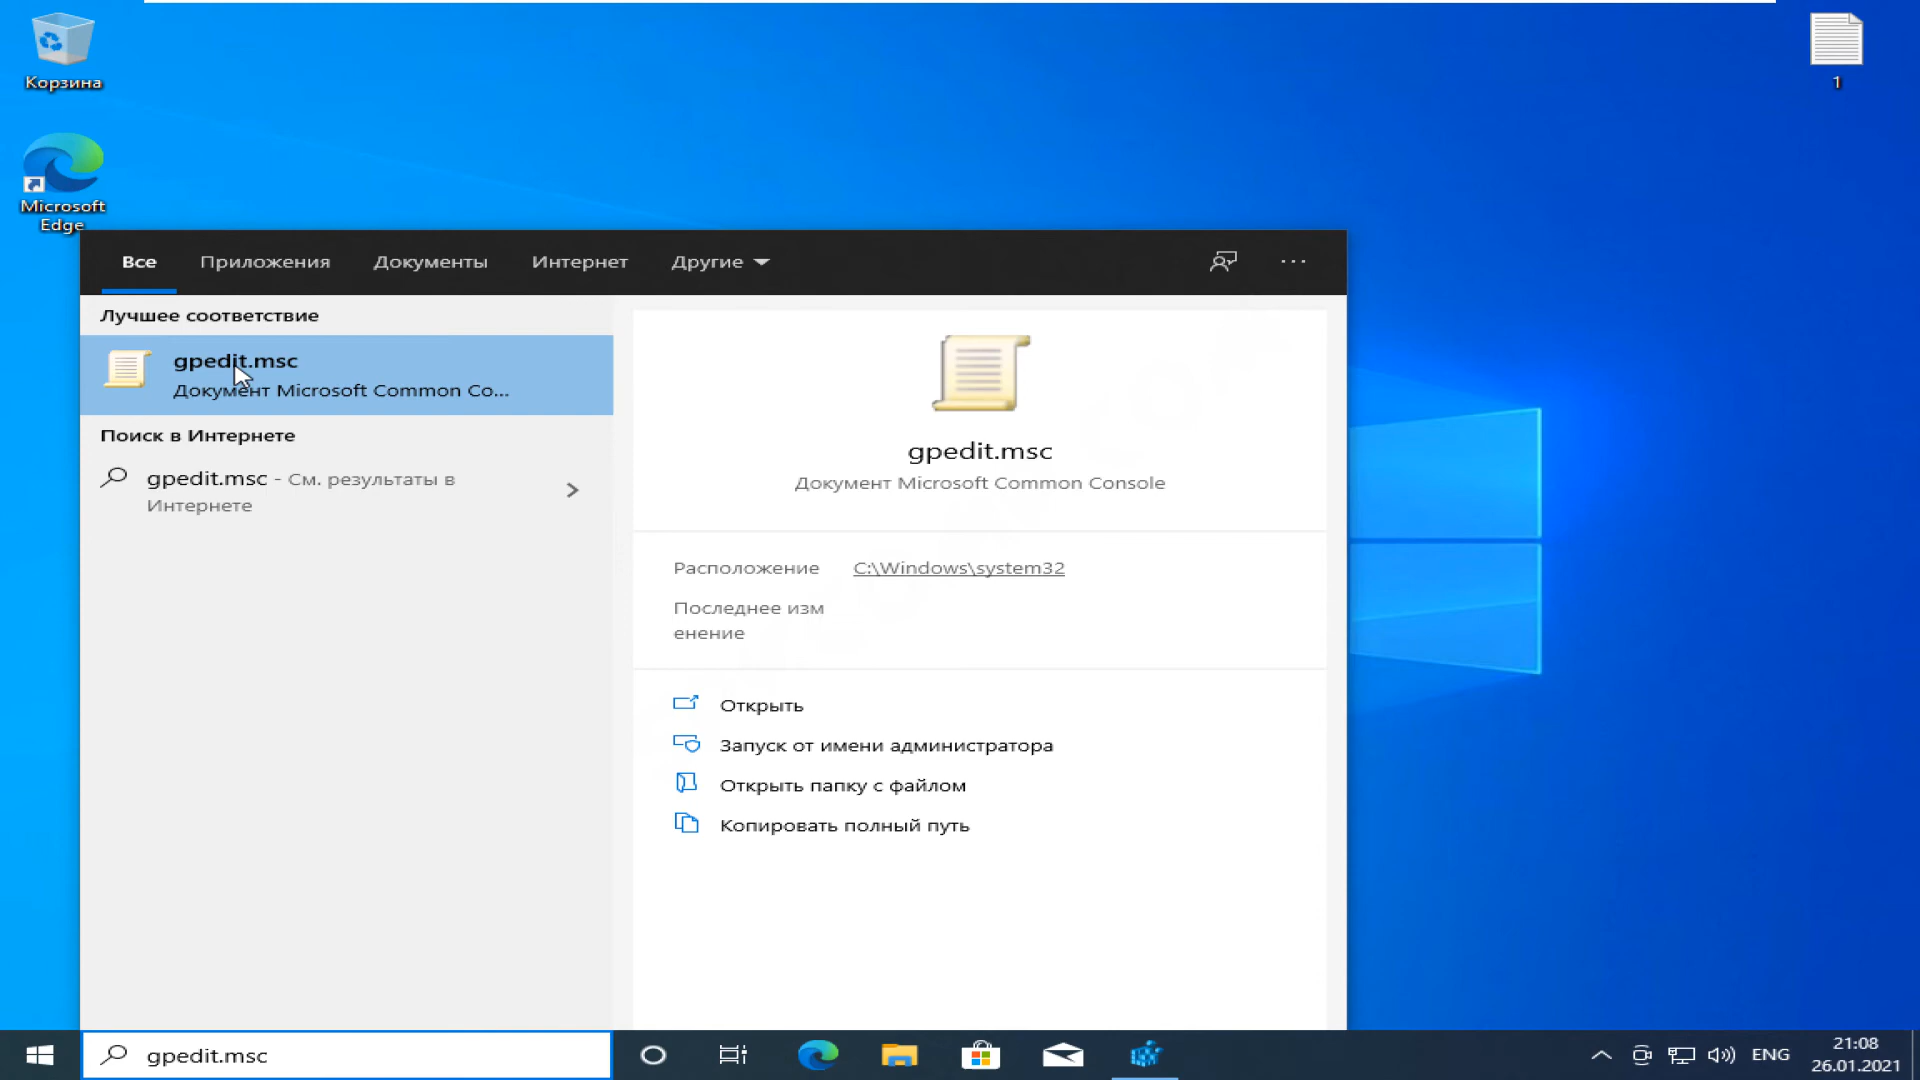 Корзина
1
Microsoft
Edge
Все Приложения Документы Интернет Другие
Лучшее соответствие
gpedit.msc
Документ Microsoft Common Co...
Поиск в Интернете
gpedit.msc - См. результаты в
Интернете
gpedit.msc
Документ Microsoft Common Console
Расположение C:\Windows\system32
Последнее изм
енение
Открыть
Запуск от имени администратора
Открыть папку с файлом
Копировать полный путь
gpedit.msc
ENG
21:08
26.01.2021